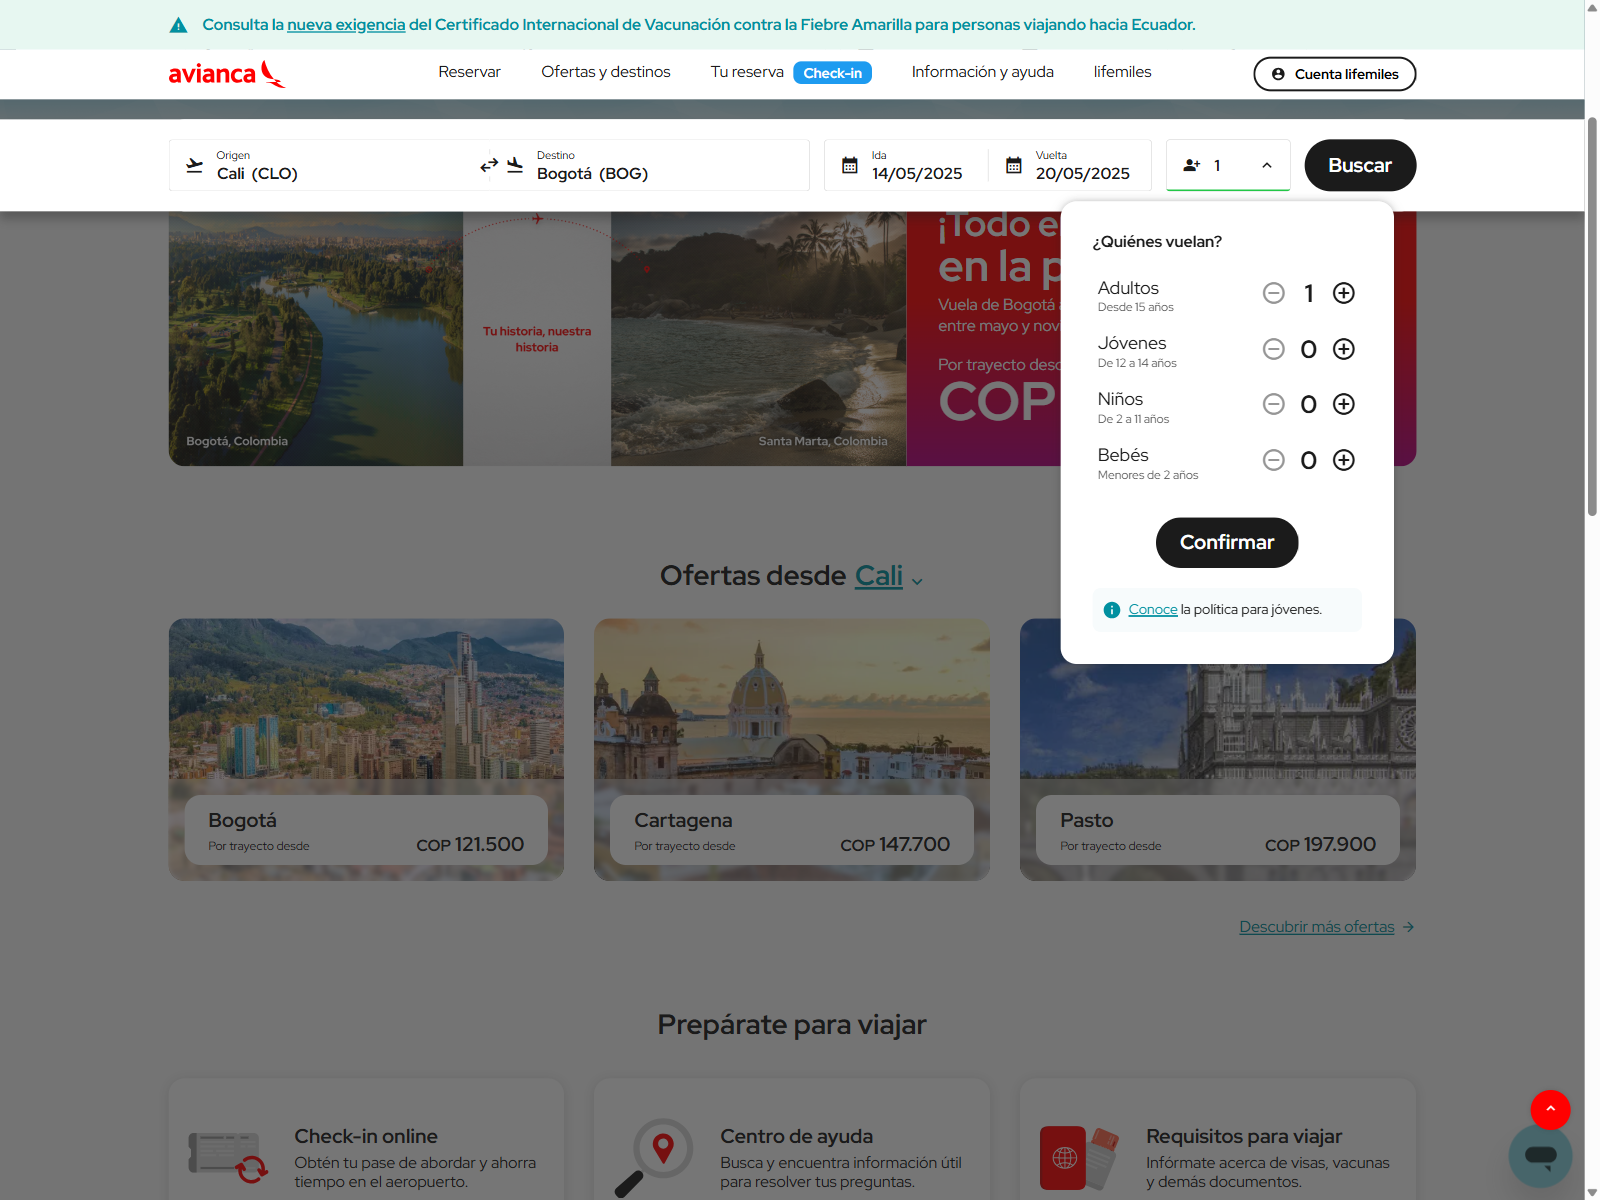 Consulta la nueva exigencia del Certificado Internacional de Vacunación contra la Fiebre Amarilla para personas viajando hacia Ecuador.
avianca
Reservar
Ofertas y destinos
Tu reserva
Check-in
Información y ayuda
lifemiles
Cuenta lifemiles
Origen
Cali (CLO)
Destino
Bogotá (BOG)
Ida
14/05/2025
Vuelta
20/05/2025
1
Buscar
¿Quiénes vuelan?
Adultos
Desde 15 años
1
Jóvenes
De 12 a 14 años
0
Niños
De 2 a 11 años
0
Bebés
Menores de 2 años
0
Confirmar
Conoce la política para jóvenes.
Tu historia, nuestra
historia
Bogotá, Colombia
Santa Marta, Colombia
¡Todo e
en la p
Vuela de Bogotá
entre mayo y nov
Por trayecto desd
COP
Ofertas desde Cali
Bogotá
Por trayecto desde
COP 121.500
Cartagena
Por trayecto desde
COP 147.700
Pasto
Por trayecto desde
COP 197.900
Descubrir más ofertas
Prepárate para viajar
Check-in online
Obtén tu pase de abordar y ahorra
tiempo en el aeropuerto.
Centro de ayuda
Busca y encuentra información útil
para resolver tus preguntas.
Requisitos para viajar
Infórmate acerca de visas, vacunas
y demás documentos.